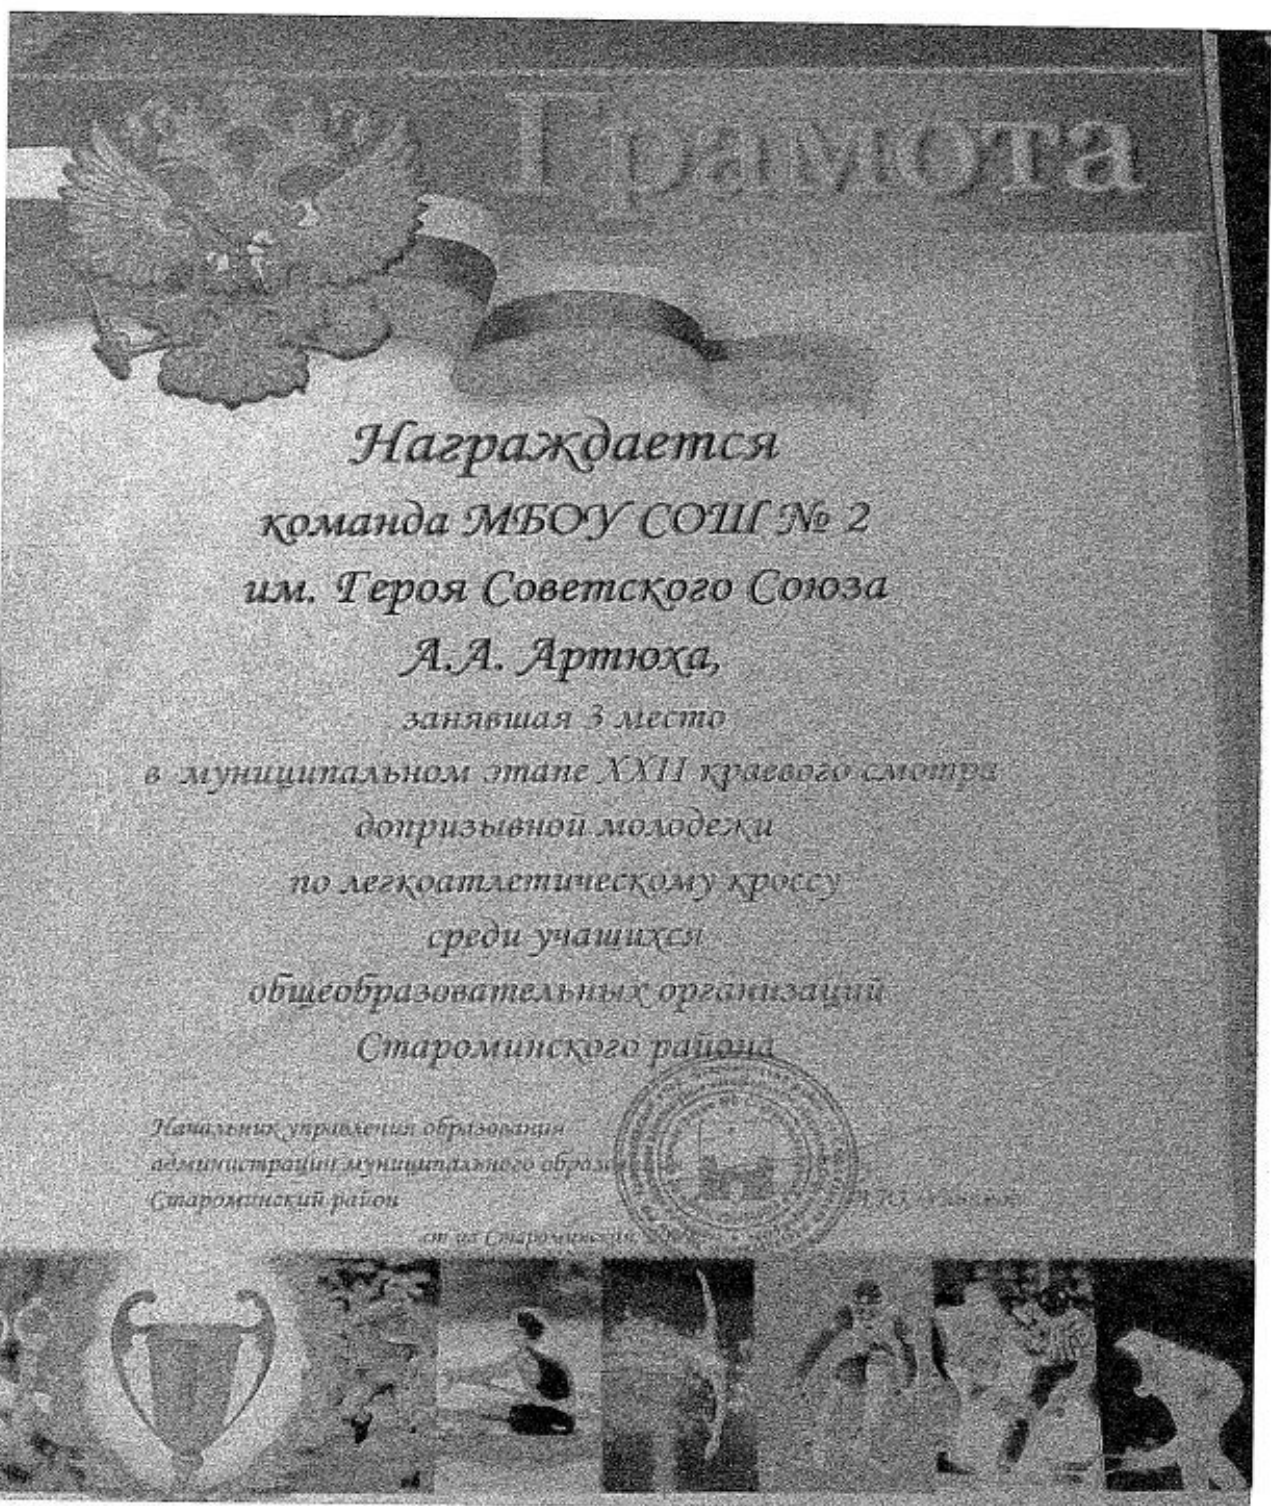 Грамота
Награждается
команда МБОУ СОШ № 2
им. Героя Советского Союза
А.А. Артюха,
занявшая 3 место
в муниципальном этапе XXII краевого смотра
допризывной молодежи
по легкоатлетическому кроссу
среди учащихся
общеобразовательных организаций
Староминского района
Начальник управления образования
администрации муниципального
Староминский район